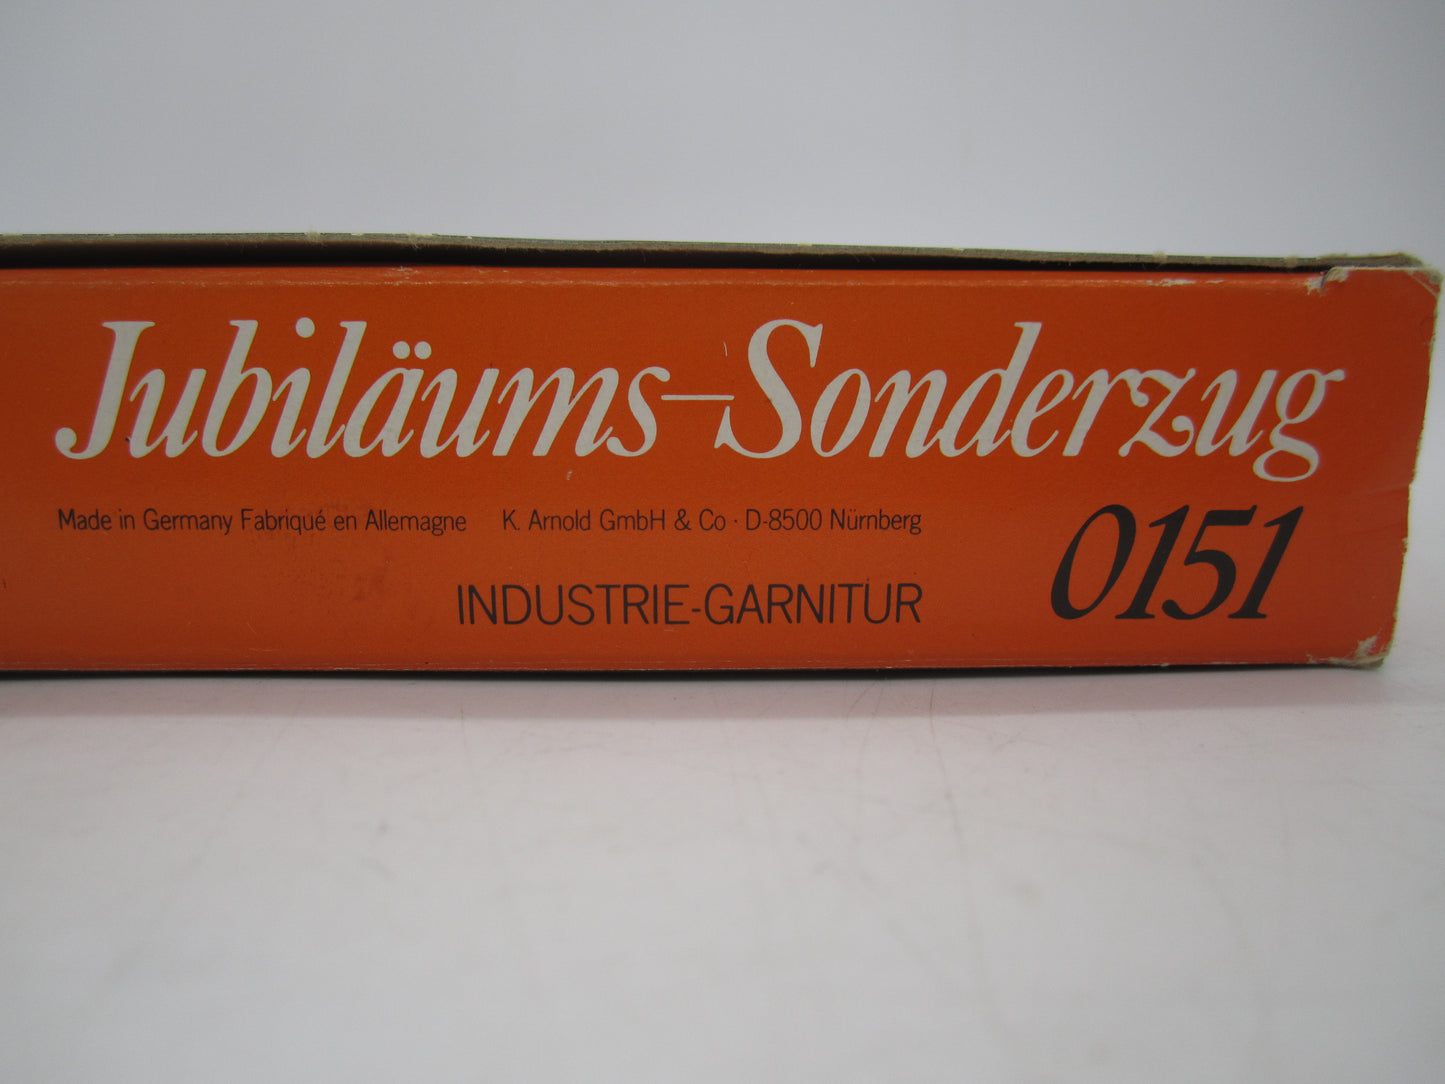 Jubiläums-Sonderzug
Made in Germany Fabriqué en Allemagne K. Arnold GmbH & Co · D-8500 Nürnberg
INDUSTRIE-GARNITUR
0151